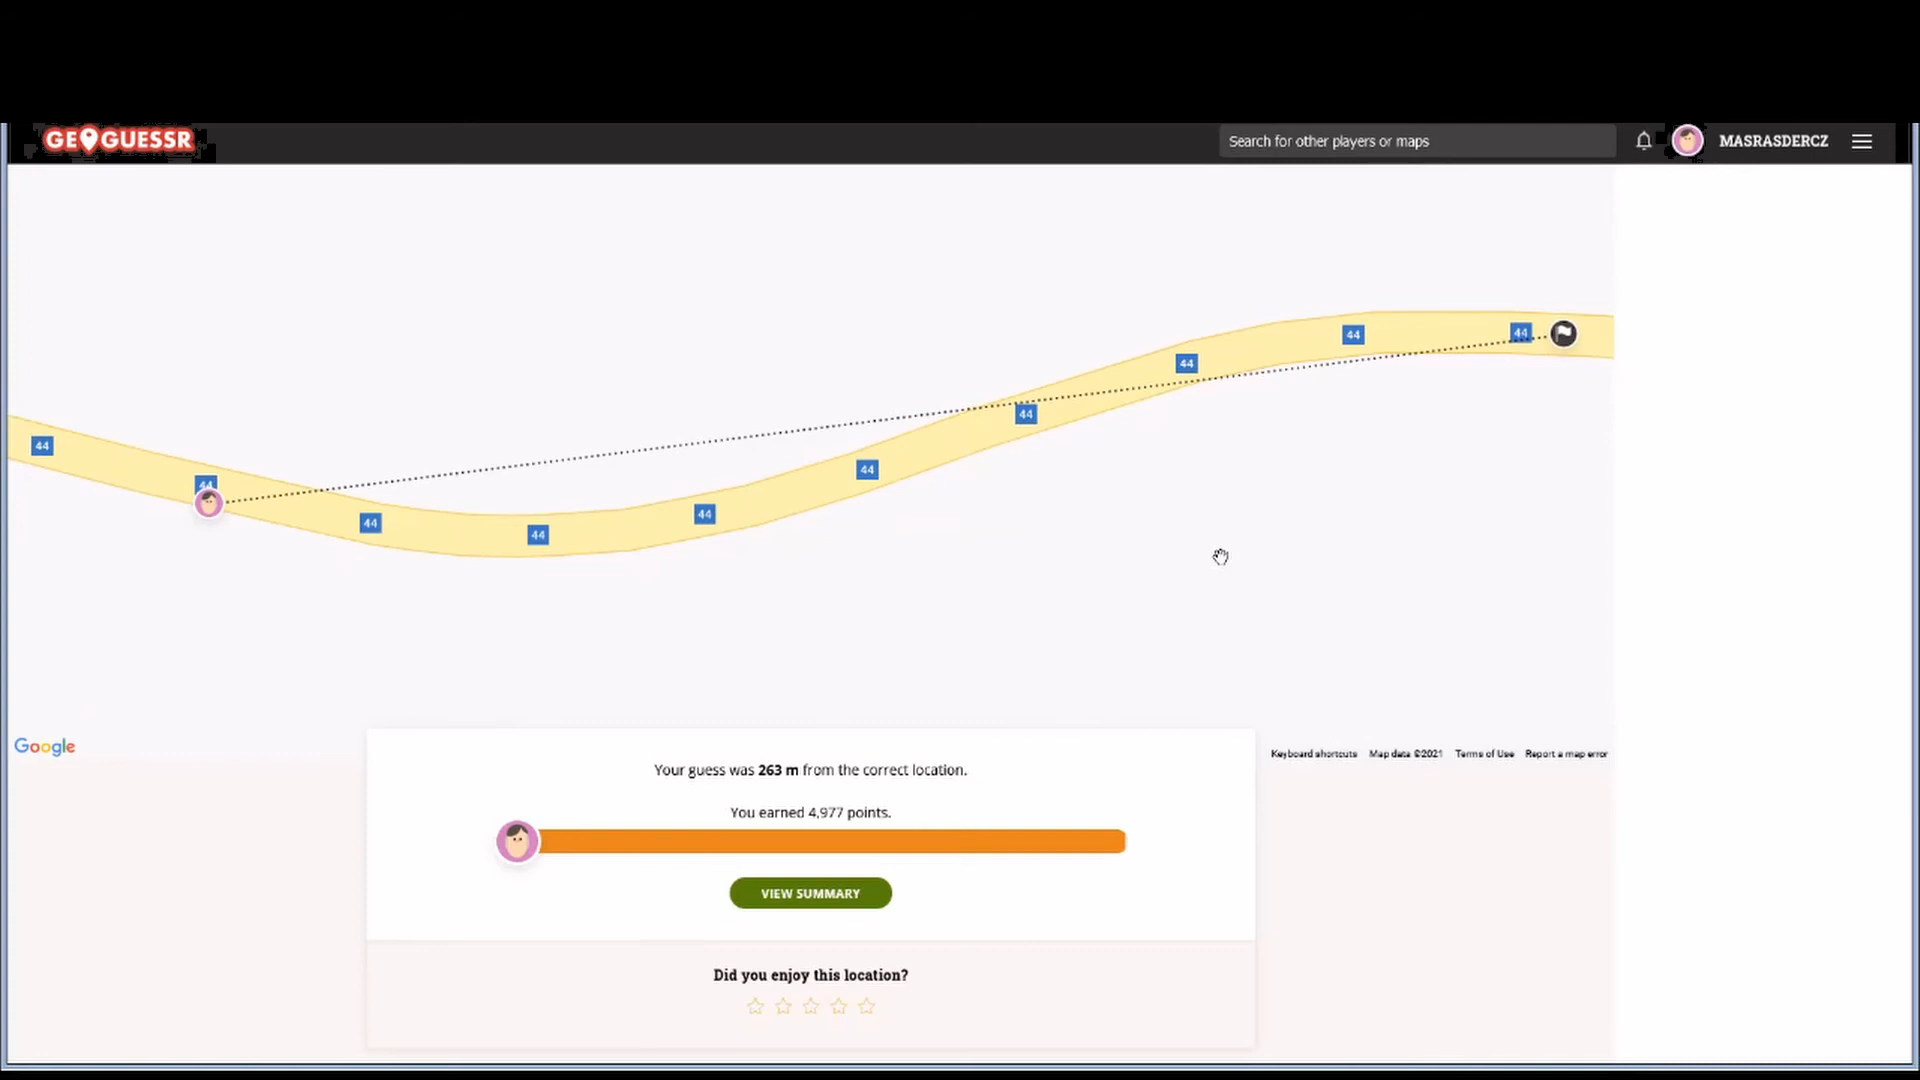 GEOGUESSR
Search for other players or maps
MASRASDERCZ
44
44
44
44
44
44
44
44
44
44
Google
Keyboard shortcuts Map data ©2021 Terms of Use Report a map error
Your guess was 263 m from the correct location.
You earned 4,977 points.
VIEW SUMMARY
Did you enjoy this location?